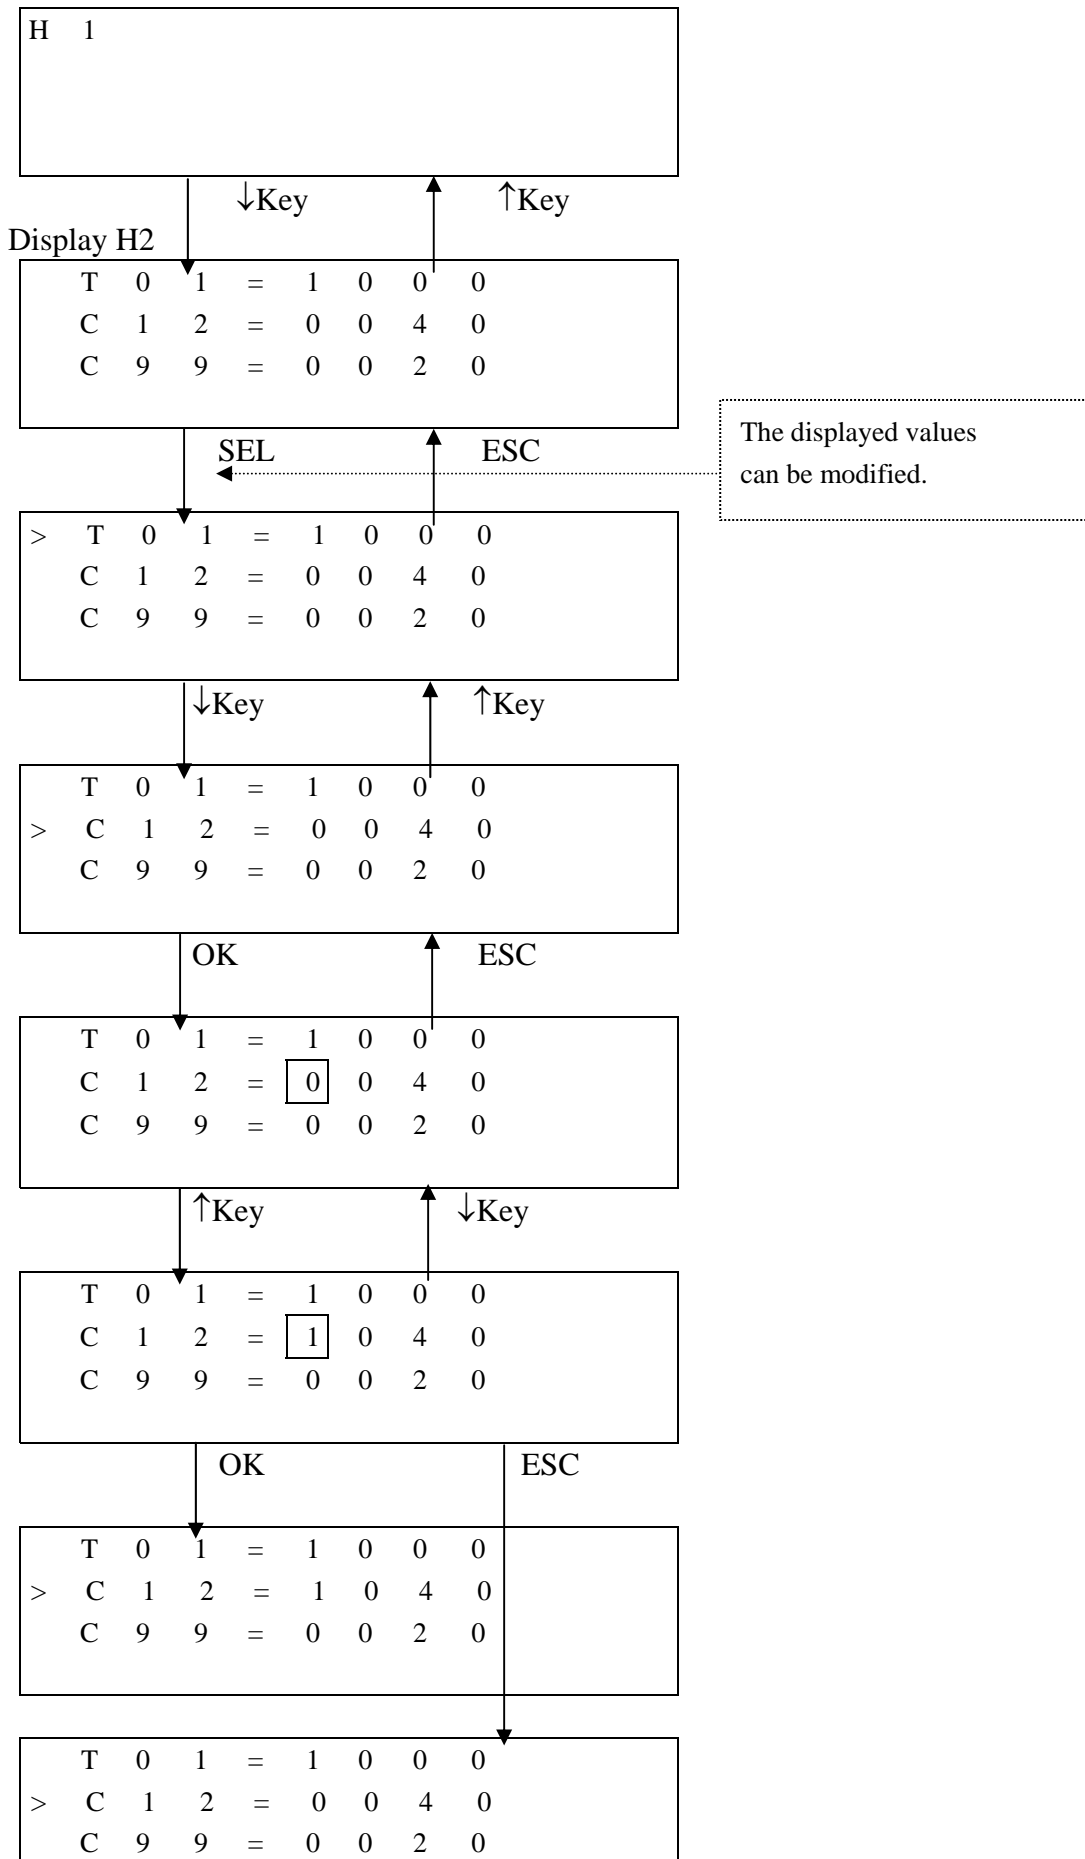 H 1
↓Key ↑Key
Display H2
T 0 1 = 1 0 0 0
C 1 2 = 0 0 4 0
C 9 9 = 0 0 2 0
The displayed values
can be modified.
SEL ESC
> T 0 1 = 1 0 0 0
C 1 2 = 0 0 4 0
C 9 9 = 0 0 2 0
↓Key ↑Key
T 0 1 = 1 0 0 0
> C 1 2 = 0 0 4 0
C 9 9 = 0 0 2 0
OK ESC
T 0 1 = 1 0 0 0
C 1 2 = 0 0 4 0
C 9 9 = 0 0 2 0
↑Key ↓Key
T 0 1 = 1 0 0 0
C 1 2 = 1 0 4 0
C 9 9 = 0 0 2 0
OK ESC
T 0 1 = 1 0 0 0
> C 1 2 = 1 0 4 0
C 9 9 = 0 0 2 0
T 0 1 = 1 0 0 0
> C 1 2 = 0 0 4 0
C 9 9 = 0 0 2 0